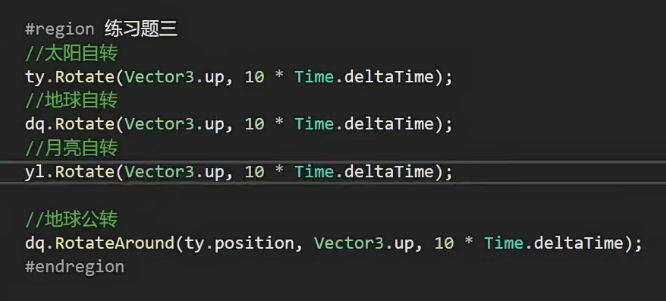 #region 练习题三
//太阳自转
ty.Rotate(Vector3.up, 10 * Time.deltaTime);
//地球自转
dq.Rotate(Vector3.up, 10 * Time.deltaTime);
//月亮自转
yl.Rotate(Vector3.up, 10 * Time.deltaTime);
//地球公转
dq.RotateAround(ty.position, Vector3.up, 10 * Time.deltaTime);
#endregion